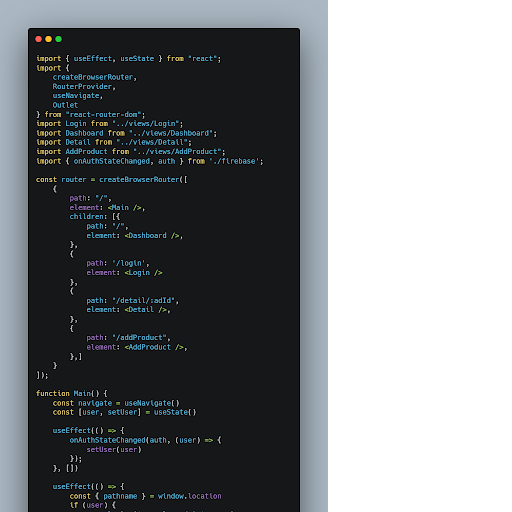 import { useEffect, useState } from "react";
import {
    createBrowserRouter,
    RouterProvider,
    useNavigate,
    Outlet
} from "react-router-dom";
import Login from "../views/Login";
import Dashboard from "../views/Dashboard";
import Detail from "../views/Detail";
import AddProduct from "../views/AddProduct";
import { onAuthStateChanged, auth } from './firebase';

const router = createBrowserRouter([
    {
        path: "/",
        element: <Main />,
        children: [{
            path: "/",
            element: <Dashboard />,
        },
        {
            path: '/login',
            element: <Login />
        },
        {
            path: "/detail/:adId",
            element: <Detail />,
        },
        {
            path: "/addProduct",
            element: <AddProduct />,
        },]
    }
]);

function Main() {
    const navigate = useNavigate()
    const [user, setUser] = useState()

    useEffect(() => {
        onAuthStateChanged(auth, (user) => {
            setUser(user)
        });
    }, [])

    useEffect(() => {
        const { pathname } = window.location
        if (user) {